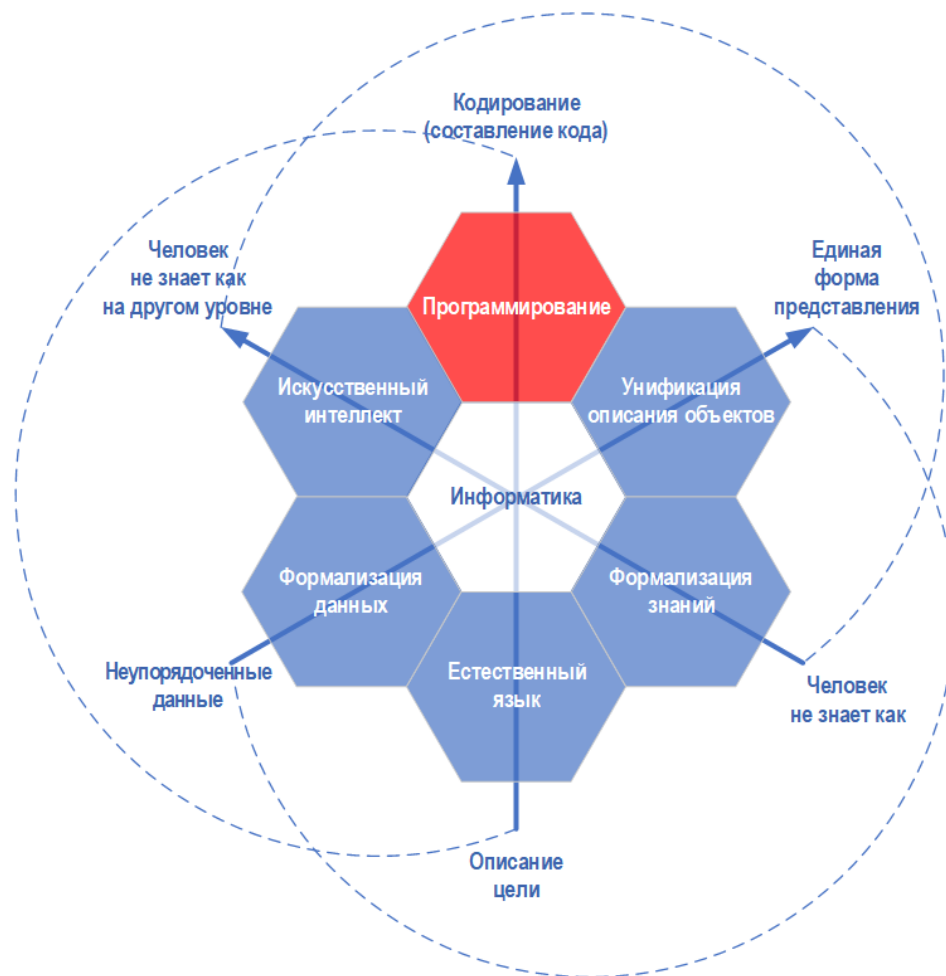 Кодирование
(составление кода)
Человек
не знает как
на другом уровне
Единая
форма
представления
Программирование
Искусственный
интеллект
Унификация
описания объектов
Информатика
Формализация
данных
Формализация
знаний
Неупорядоченные
данные
Естественный
язык
Человек
не знает как
Описание
цели